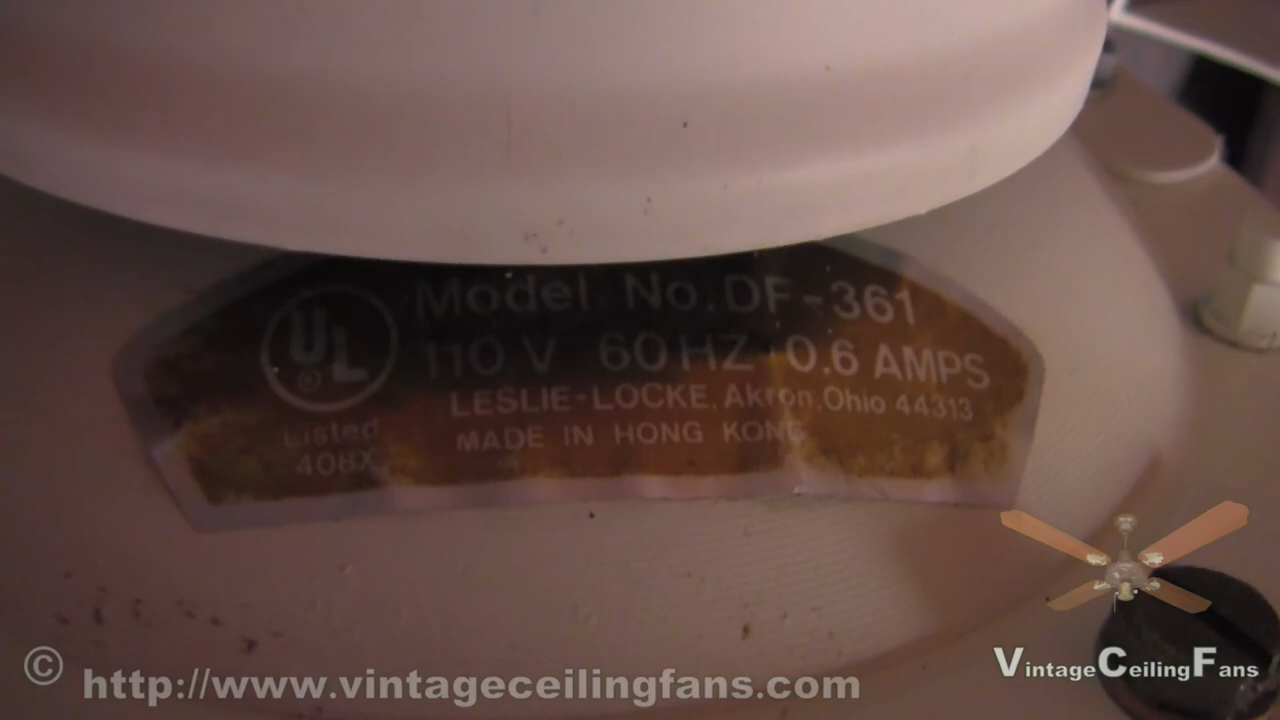 Model No. DF-361
UL
®
110 V 60 HZ 0.6 AMPS
LESLIE-LOCKE, Akron, Ohio 44313
Listed
MADE IN HONG KONG
408X
VintageCeilingFans
© http://www.vintageceilingfans.com